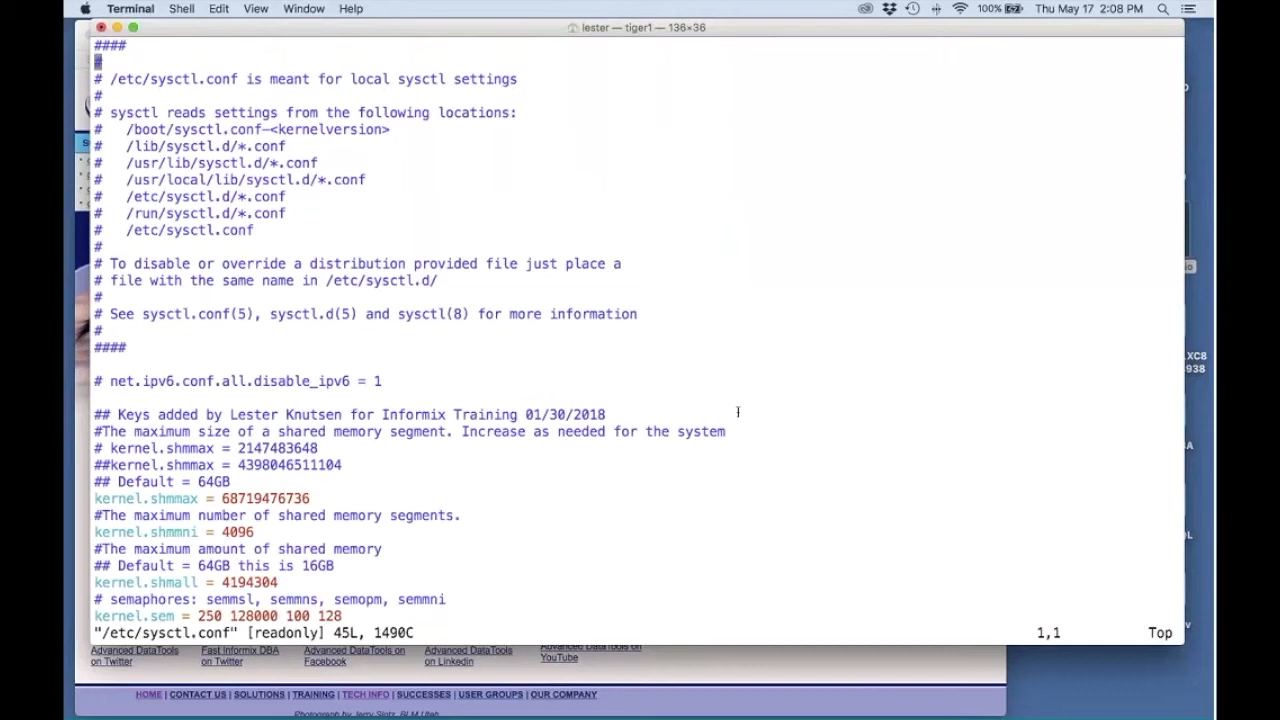 Terminal Shell Edit View Window Help 100% Thu May 17 2:08 PM
lester — tiger1 — 136×36
####
#
# /etc/sysctl.conf is meant for local sysctl settings
#
# sysctl reads settings from the following locations:
# /boot/sysctl.conf-<kernelversion>
# /lib/sysctl.d/*.conf
# /usr/lib/sysctl.d/*.conf
# /usr/local/lib/sysctl.d/*.conf
# /etc/sysctl.d/*.conf
# /run/sysctl.d/*.conf
# /etc/sysctl.conf
#
# To disable or override a distribution provided file just place a
# file with the same name in /etc/sysctl.d/
#
# See sysctl.conf(5), sysctl.d(5) and sysctl(8) for more information
#
####
# net.ipv6.conf.all.disable_ipv6 = 1
## Keys added by Lester Knutsen for Informix Training 01/30/2018
#The maximum size of a shared memory segment. Increase as needed for the system
# kernel.shmmax = 2147483648
##kernel.shmmax = 4398046511104
## Default = 64GB
kernel.shmmax = 68719476736
#The maximum number of shared memory segments.
kernel.shmmni = 4096
#The maximum amount of shared memory
## Default = 64GB this is 16GB
kernel.shmall = 4194304
# semaphores: semmsl, semmns, semopm, semmni
kernel.sem = 250 128000 100 128
"/etc/sysctl.conf" [readonly] 45L, 1490C 1,1 Top
Advanced DataTools on Twitter
Fast Informix DBA on Twitter
Advanced DataTools on Facebook
Advanced DataTools on Linkedin
Advanced DataTools on YouTube
HOME | CONTACT US | SOLUTIONS | TRAINING | TECH INFO | SUCCESSES | USER GROUPS | OUR COMPANY
.XC8
938